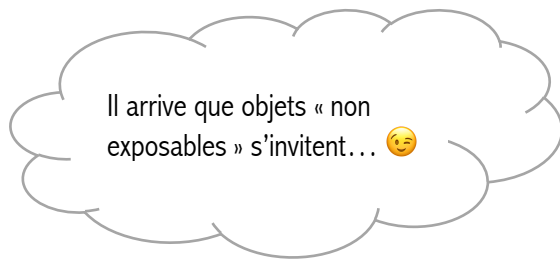 Il arrive que objets « non
exposables » s’invitent… 😉